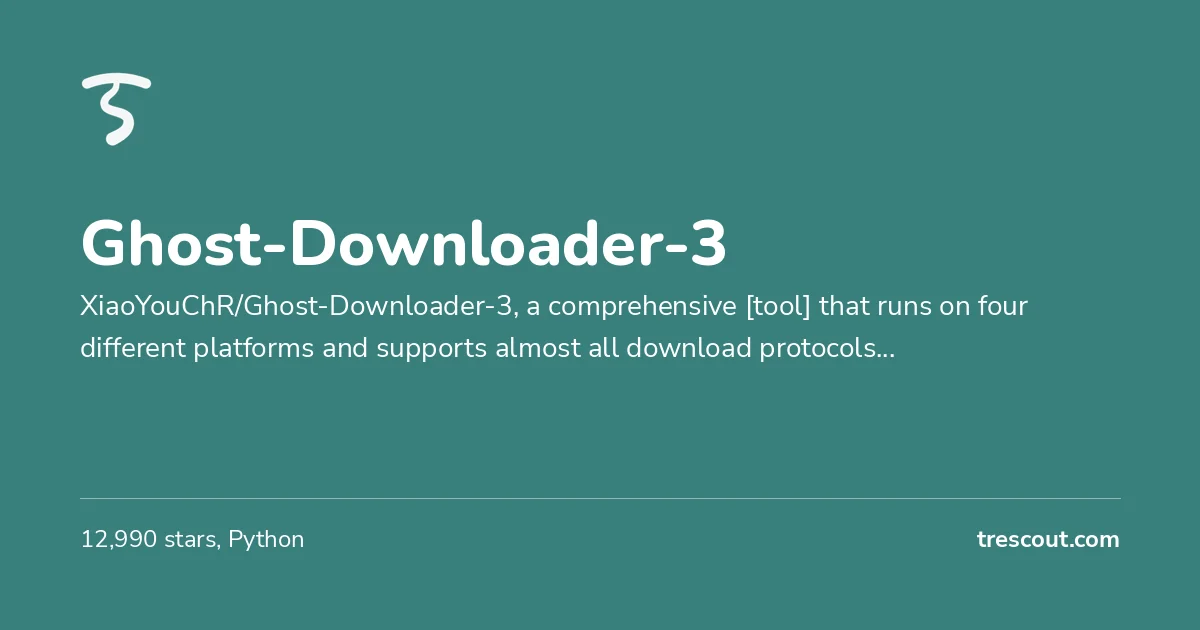 Ghost-Downloader-3
XiaoYouChR/Ghost-Downloader-3, a comprehensive [tool] that runs on four
different platforms and supports almost all download protocols...
12,990 stars, Python
trescout.com